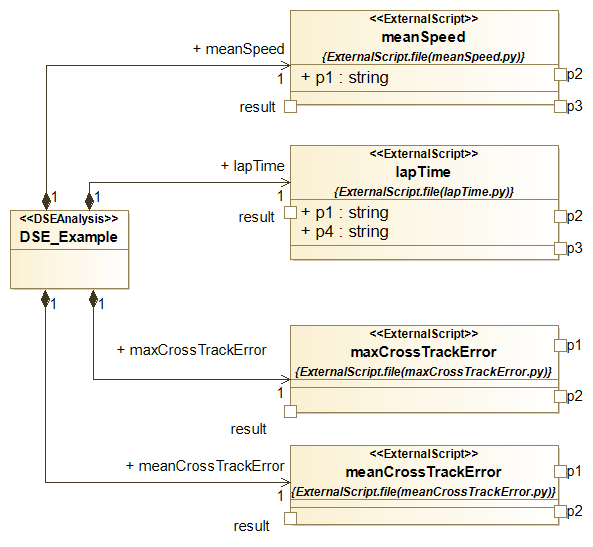 <<ExternalScript>>
meanSpeed
{ExternalScript.file(meanSpeed.py)}
+ meanSpeed
1
+ p1 : string
p2
result
p3
<<ExternalScript>>
lapTime
{ExternalScript.file(lapTime.py)}
+ lapTime
1
1
1
result
+ p1 : string
p2
+ p4 : string
p3
<<DSEAnalysis>>
DSE_Example
1
1
<<ExternalScript>>
maxCrossTrackError
{ExternalScript.file(maxCrossTrackError.py)}
+ maxCrossTrackError
1
p1
p2
result
<<ExternalScript>>
meanCrossTrackError
{ExternalScript.file(meanCrossTrackError.py)}
+ meanCrossTrackError
1
p1
p2
result